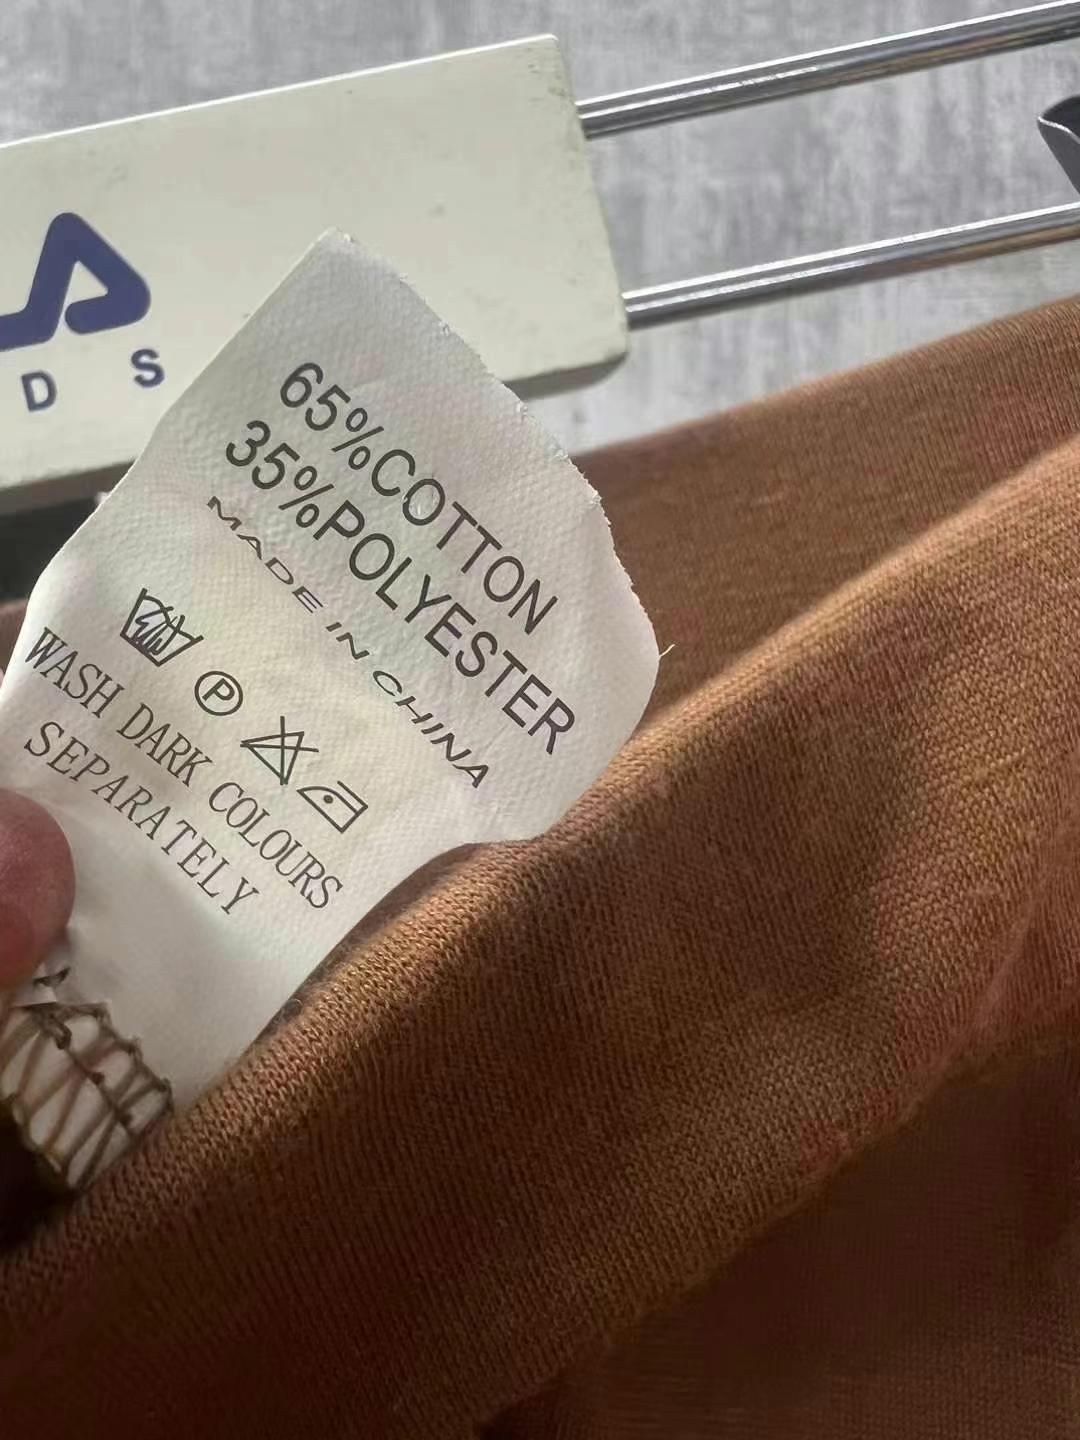 D S
65%COTTON
35%POLYESTER
MADE IN CHINA
P
WASH DARK COLOURS
SEPARATELY